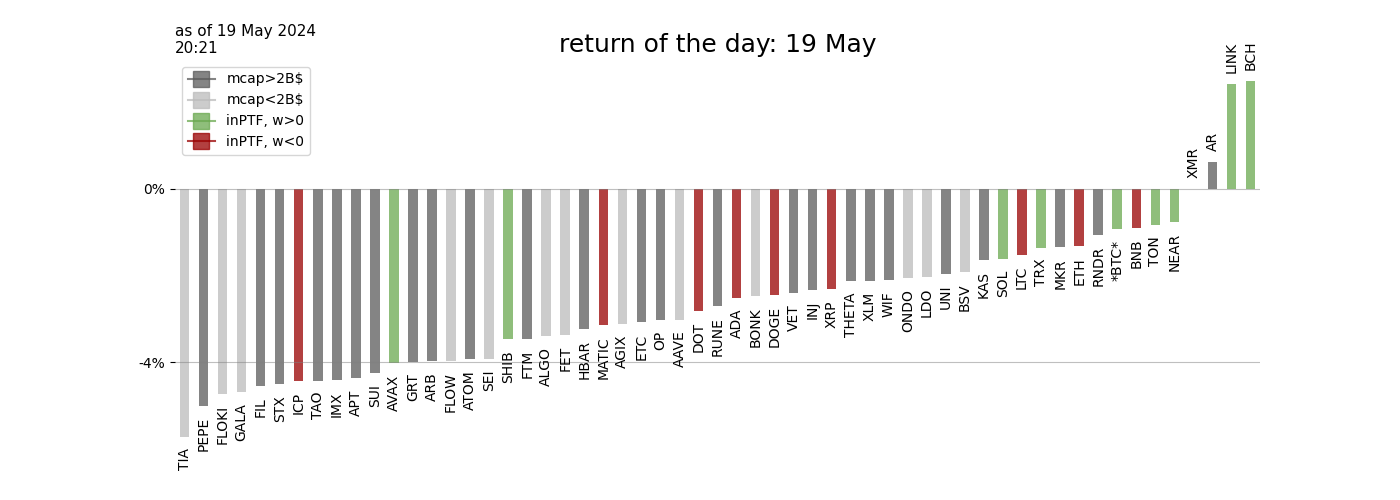 as of 19 May 2024
20:21
return of the day: 19 May
mcap>2B$
mcap<2B$
inPTF, w>0
inPTF, w<0
0%
-4%
TIA
PEPE
FLOKI
GALA
FIL
STX
ICP
TAO
IMX
APT
SUI
AVAX
GRT
ARB
FLOW
ATOM
SEI
SHIB
FTM
ALGO
FET
HBAR
MATIC
AGIX
ETC
OP
AAVE
DOT
RUNE
ADA
BONK
DOGE
VET
INJ
XRP
THETA
XLM
WIF
ONDO
LDO
UNI
BSV
KAS
SOL
LTC
TRX
MKR
ETH
RNDR
*BTC*
BNB
TON
NEAR
XMR
AR
LINK
BCH